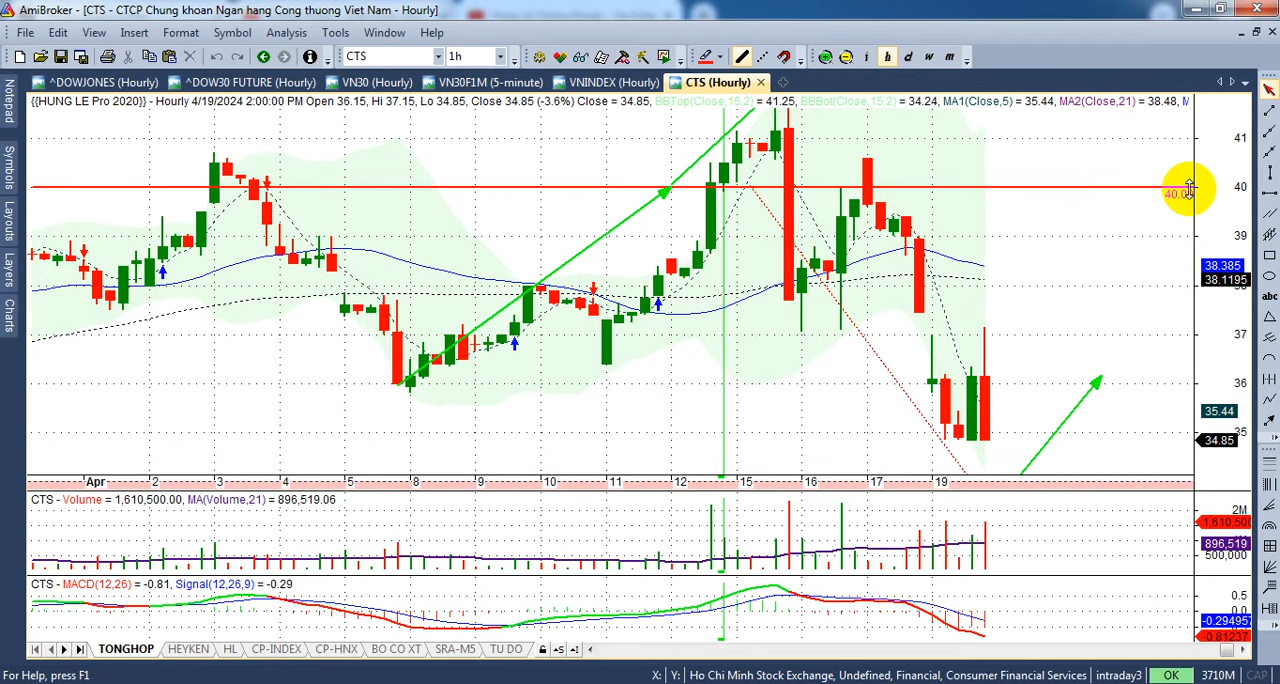 AmiBroker - [CTS - CTCP Chung khoan Ngan hang Cong thuong Viet Nam - Hourly]
File Edit View Insert Format Symbol Analysis Tools Window Help
CTS 1h i h d w m
^DOWJONES (Hourly) ^DOW30 FUTURE (Hourly) VN30 (Hourly) VN30F1M (5-minute) VNINDEX (Hourly) CTS (Hourly)
Notepad
Symbols
Layouts
Layers
Charts
{{HUNG LE Pro 2020}} - Hourly 4/19/2024 2:00:00 PM Open 36.15, Hi 37.15, Lo 34.85, Close 34.85 (-3.6%) Close = 34.85, BBTop(Close,15,2) = 41.25, BBBot(Close,15,2) = 34.24, MA1(Close,5) = 35.44, MA2(Close,21) = 38.48, M
41
40
39
38.385
38.1195
37
36
35.44
35
34.85
Apr 2 3 4 5 8 9 10 11 12 15 16 17 19
CTS - Volume = 1,610,500.00, MA(Volume,21) = 896,519.06
2M
1,610,500
896,519
500,000
CTS - MACD(12,26) = -0.81, Signal(12,26,9) = -0.29
0.5
0.0
-0.29495
-0.81237
abc
TONGHOP HEYKEN HL CP-INDEX CP-HNX BO CO XT SRA-M5 TU DO
For Help, press F1
X: Y: Ho Chi Minh Stock Exchange, Undefined, Financial, Consumer Financial Services intraday3 OK 3710M CAP